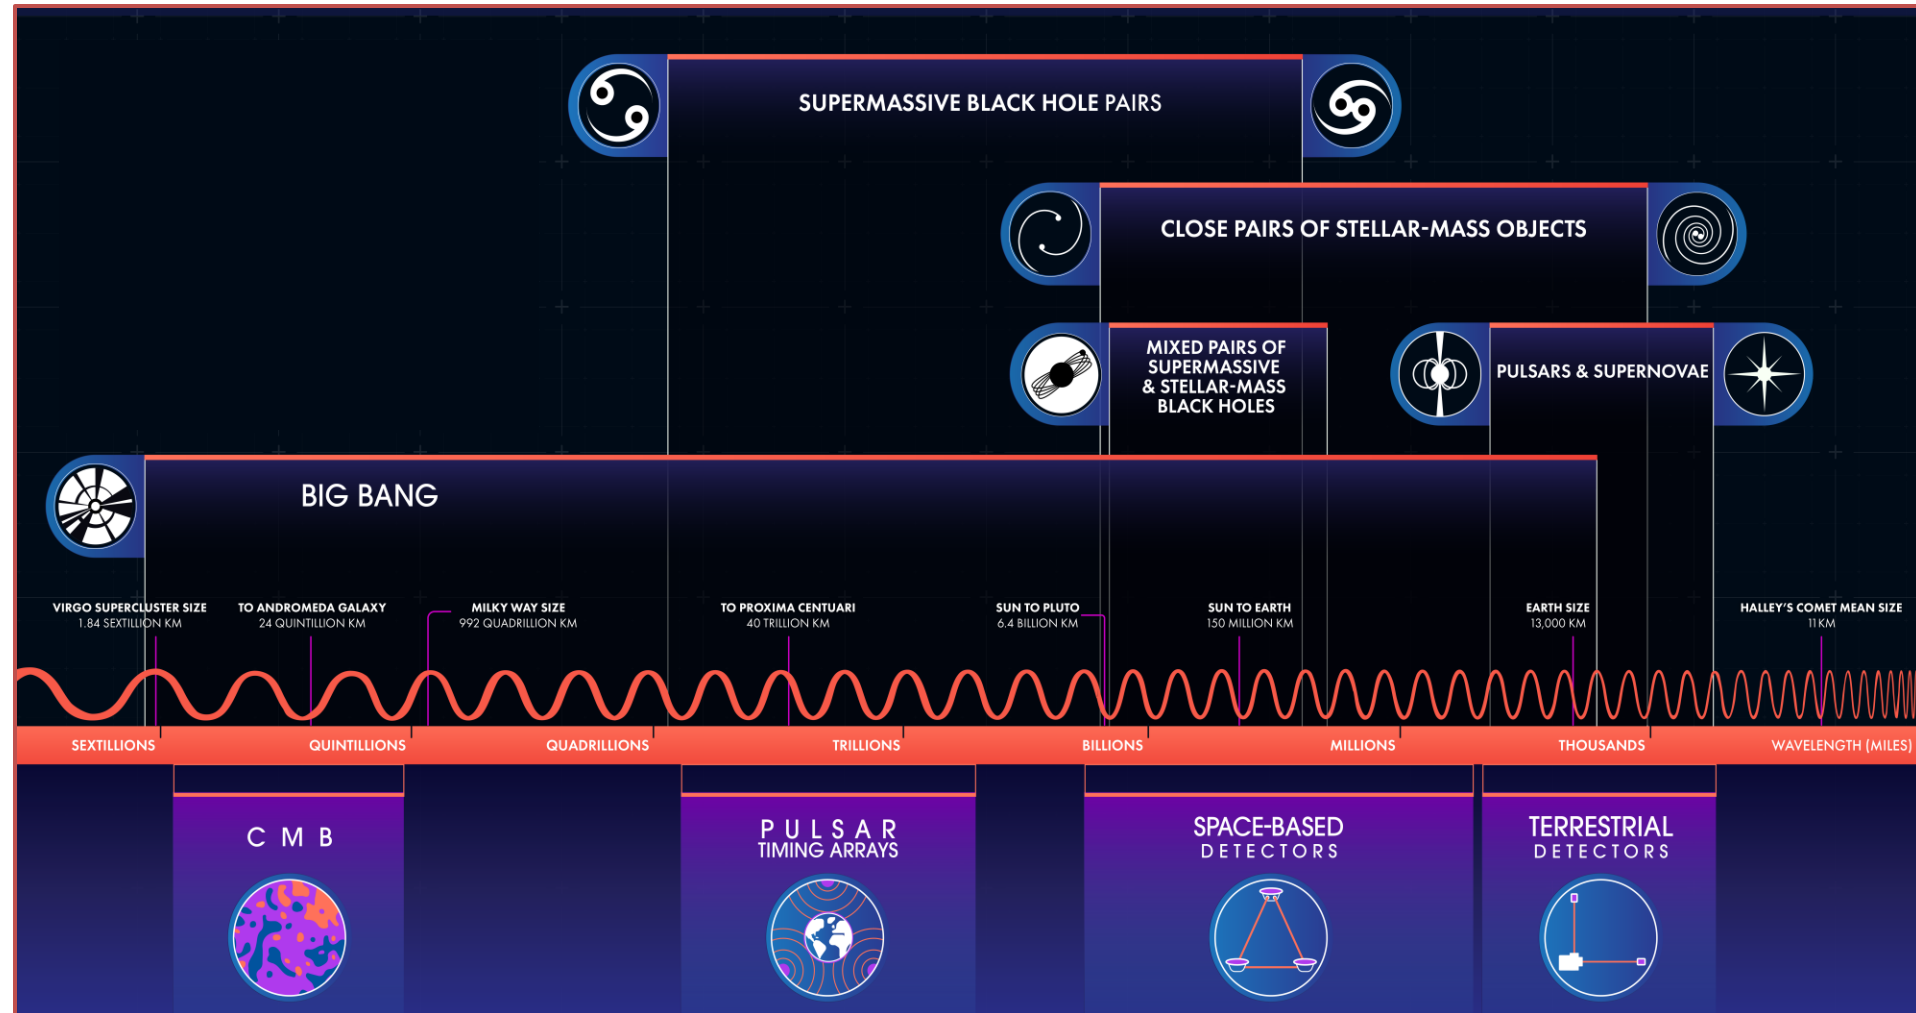 SUPERMASSIVE BLACK HOLE PAIRS
CLOSE PAIRS OF STELLAR-MASS OBJECTS
MIXED PAIRS OF
SUPERMASSIVE
& STELLAR-MASS
BLACK HOLES
PULSARS & SUPERNOVAE
BIG BANG
VIRGO SUPERCLUSTER SIZE
1.84 SEXTILLION KM
TO ANDROMEDA GALAXY
24 QUINTILLION KM
MILKY WAY SIZE
992 QUADRILLION KM
TO PROXIMA CENTUARI
40 TRILLION KM
SUN TO PLUTO
6.4 BILLION KM
SUN TO EARTH
150 MILLION KM
EARTH SIZE
13,000 KM
HALLEY'S COMET MEAN SIZE
11 KM
SEXTILLIONS
QUINTILLIONS
QUADRILLIONS
TRILLIONS
BILLIONS
MILLIONS
THOUSANDS
WAVELENGTH (MILES)
CMB
PULSAR
TIMING ARRAYS
SPACE-BASED
DETECTORS
TERRESTRIAL
DETECTORS